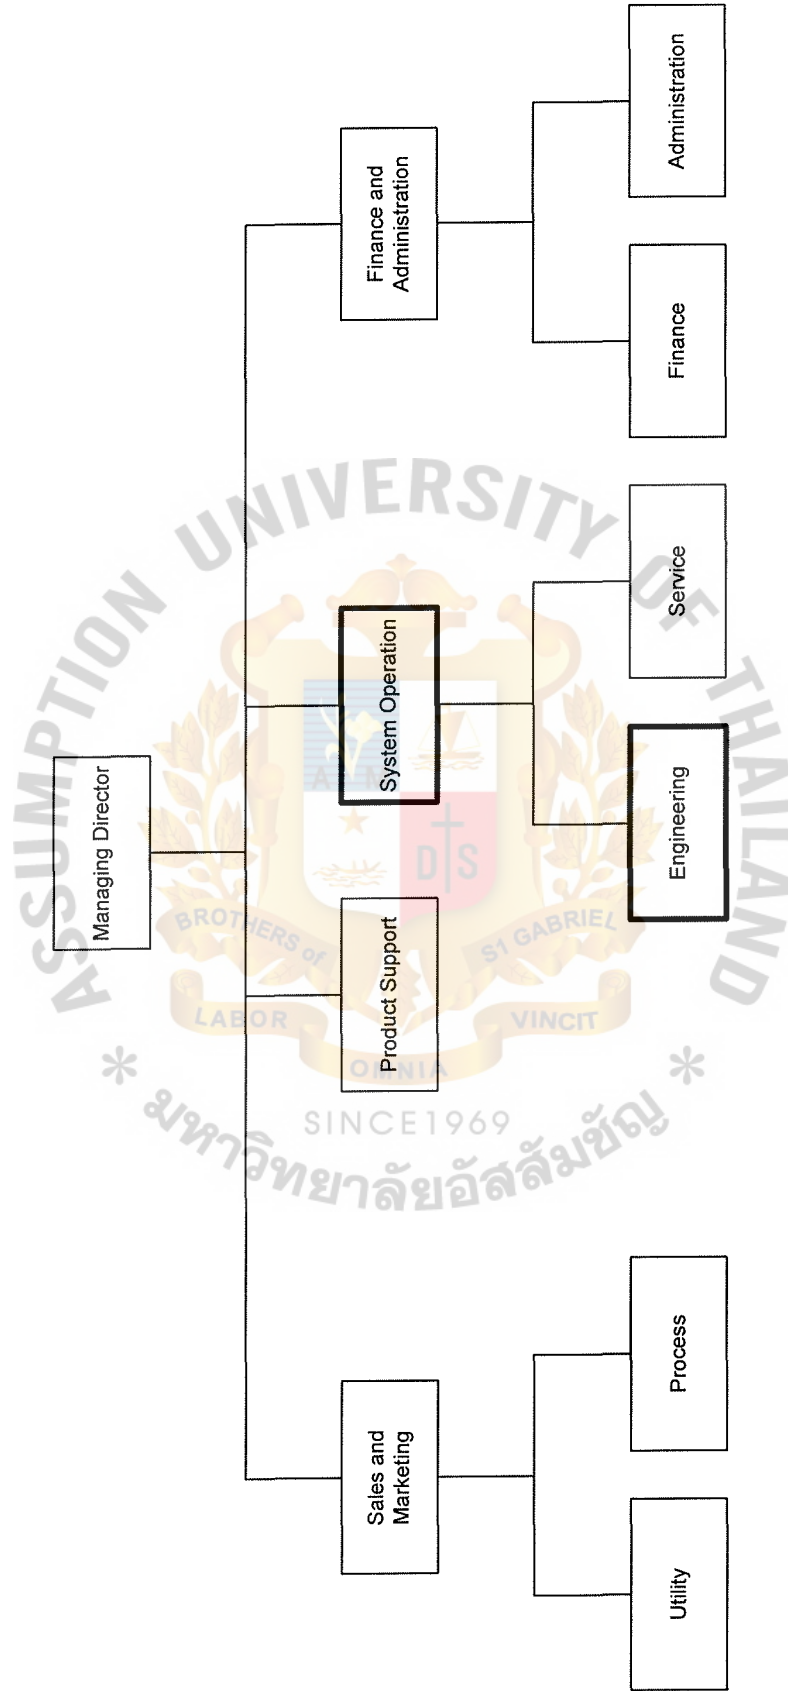 Managing Director
Sales and
Marketing
Product Support
System Operation
Finance and
Administration
Utility
Process
Engineering
Service
Finance
Administration
ASSUMPTION UNIVERSITY OF THAILAND
BROTHERS of
S1 GABRIEL
LABOR
OMNIA
VINCIT
A M
D S
SINCE1969
* มหาวิทยาลัยอัสสัมชัญ *